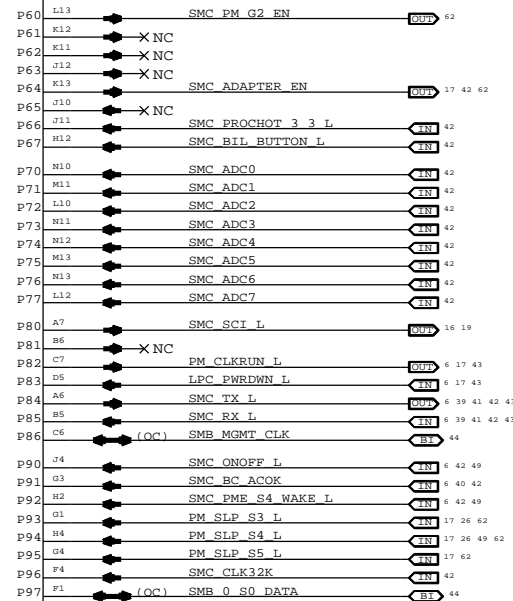 P60 L13 SMC_PM_G2_EN OUT 62
P61 K12 NC
P62 K11 NC
P63 J12 NC
P64 K13 SMC_ADAPTER_EN OUT 17 42 62
P65 J10 NC
P66 J11 SMC_PROCHOT_3_3_L IN 42
P67 H12 SMC_BIL_BUTTON_L IN 42
P70 N10 SMC_ADC0 IN 42
P71 M11 SMC_ADC1 IN 42
P72 L10 SMC_ADC2 IN 42
P73 N11 SMC_ADC3 IN 42
P74 N12 SMC_ADC4 IN 42
P75 M13 SMC_ADC5 IN 42
P76 N13 SMC_ADC6 IN 42
P77 L12 SMC_ADC7 IN 42
P80 A7 SMC_SCI_L OUT 16 19
P81 B6 NC
P82 C7 PM_CLKRUN_L OUT 6 17 43
P83 D5 LPC_PWRDWN_L IN 6 17 43
P84 A6 SMC_TX_L OUT 6 39 41 42 43
P85 B5 SMC_RX_L IN 6 39 41 42 43
P86 C6 (OC) SMB_MGMT_CLK BI 44
P90 J4 SMC_ONOFF_L IN 6 42 49
P91 G3 SMC_BC_ACOK IN 6 40 42
P92 H2 SMC_PME_S4_WAKE_L IN 6 42 49
P93 G1 PM_SLP_S3_L IN 17 26 62
P94 H4 PM_SLP_S4_L IN 17 26 49 62
P95 G4 PM_SLP_S5_L IN 17 62
P96 F4 SMC_CLK32K IN 42
P97 F1 (OC) SMB_0_S0_DATA BI 44